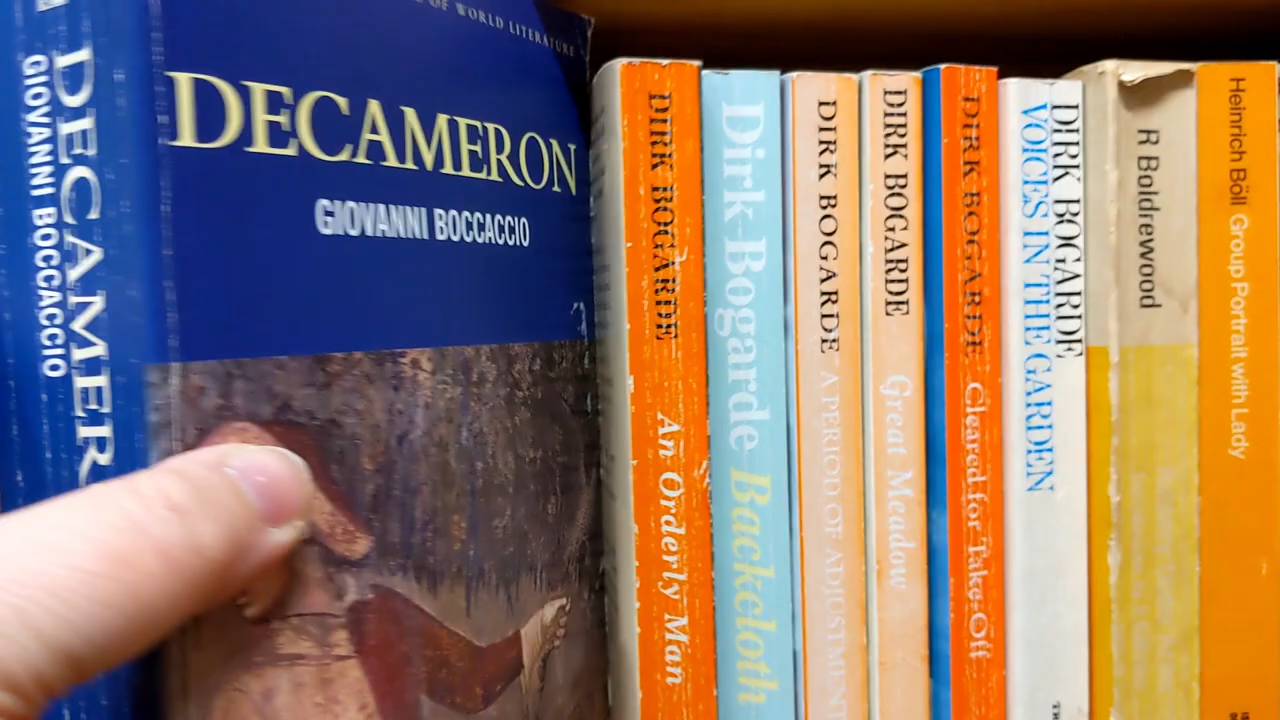 DECAMER
GIOVANNI BOCCACCIO
OF WORLD LITERATURE
DECAMERON
GIOVANNI BOCCACCIO
DIRK BOGARDE An Orderly Man
Dirk Bogarde Backcloth
DIRK BOGARDE A PERIOD OF ADJUSTMENT
DIRK BOGARDE Great Meadow
DIRK BOGARDE Cleared for Take-Off
DIRK BOGARDE
VOICES IN THE GARDEN
R Boldrewood
Heinrich Böll Group Portrait with Lady